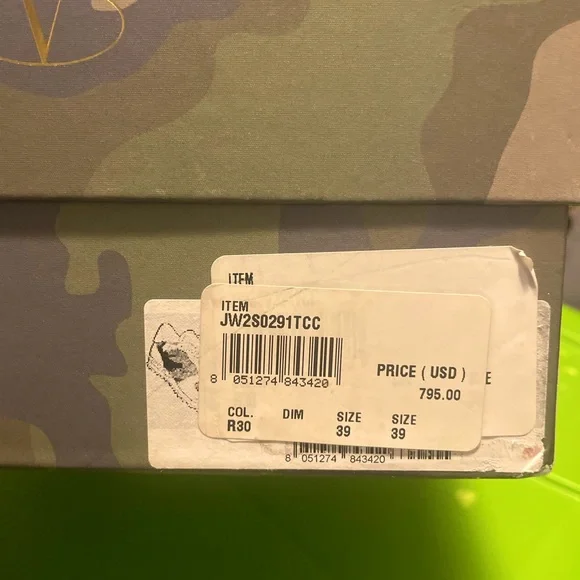 V
ITEM
ITEM
JW2S0291TCC
8 051274 843420
PRICE ( USD ) E
795.00
COL. DIM SIZE SIZE
R30 39 39
8 051274 843420